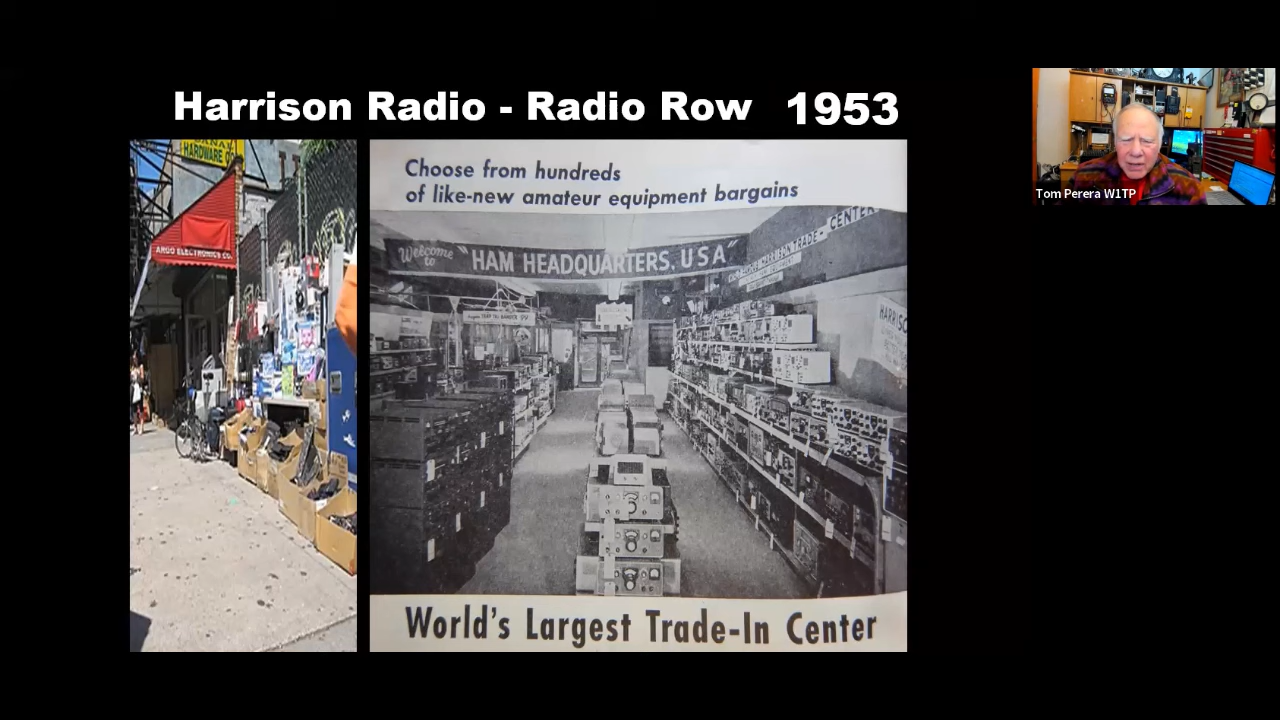 Harrison Radio - Radio Row 1953
HARDWARE CO.
ARGO ELECTRONICS CO.
Choose from hundreds
of like-new amateur equipment bargains
Welcome to "HAM HEADQUARTERS, USA"
HARRISON TRADE - CENTER
World's Largest Trade-In Center
Tom Perera W1TP